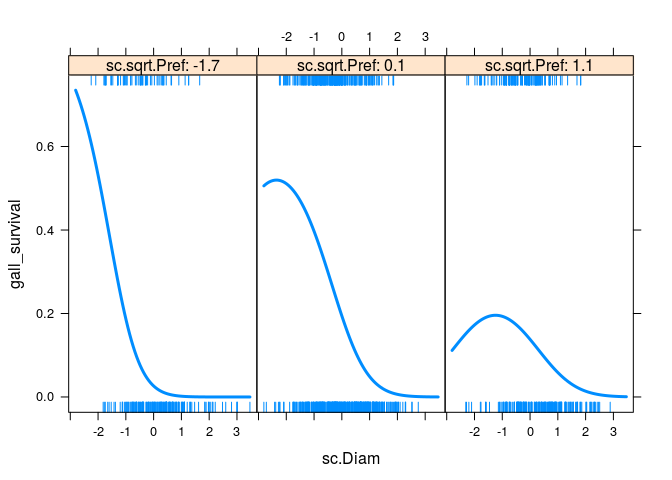 -2 -1 0 1 2 3
sc.sqrt.Pref: -1.7 sc.sqrt.Pref: 0.1 sc.sqrt.Pref: 1.1
gall_survival
0.6
0.4
0.2
0.0
-2 -1 0 1 2 3 -2 -1 0 1 2 3
sc.Diam